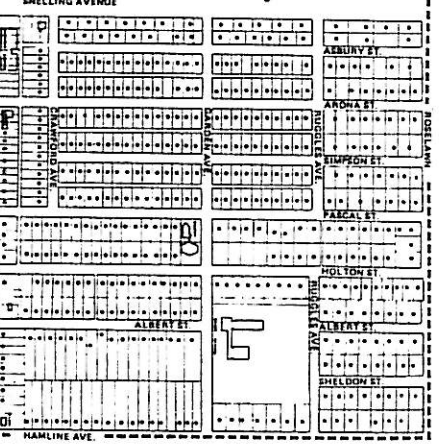 SNELLING AVENUE
ASBURY ST.
ARONA ST.
CRAWFORD AVE
GARDEN AVE.
RUGGLES AVE.
ROSELAWN
SIMPSON ST.
PASCAL ST.
HOLTON ST.
ALBERT ST.
RUGGLES AVE
ALBERT ST.
SHELDON ST.
HAMLINE AVE.